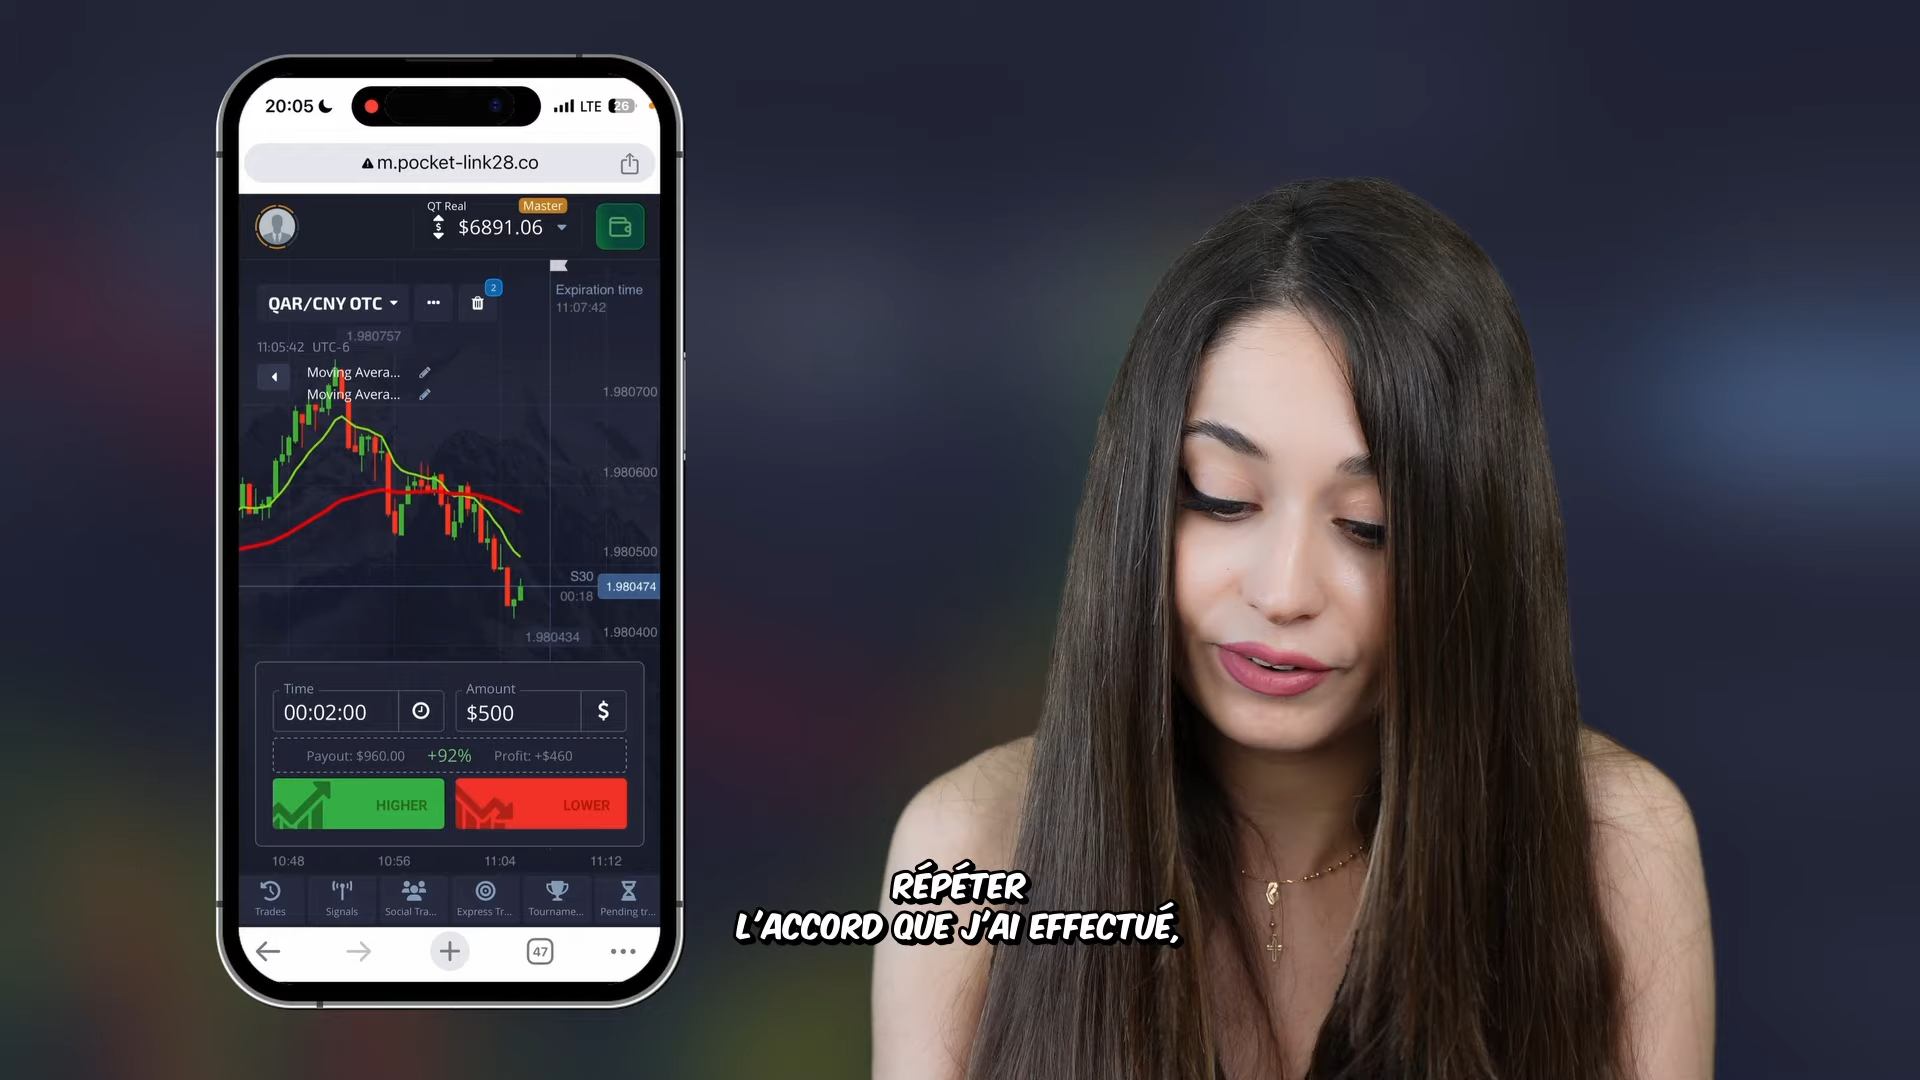 20:05
LTE
26
m.pocket-link28.co
QT Real
Master
$6891.06
Expiration time
11:07:42
QAR/CNY OTC
2
1.980757
11:05:42 UTC-6
Moving Avera...
Moving Avera...
1.980700
1.980600
1.980500
S30
00:18
1.980474
1.980434
1.980400
Time
00:02:00
Amount
$500
$
Payout: $960.00
+92%
Profit: +$460
HIGHER
LOWER
10:48
10:56
11:04
11:12
Trades
Signals
Social Tra...
Express Tr...
Tourname...
Pending tr...
47
RÉPÉTER
L'ACCORD QUE J'AI EFFECTUÉ,